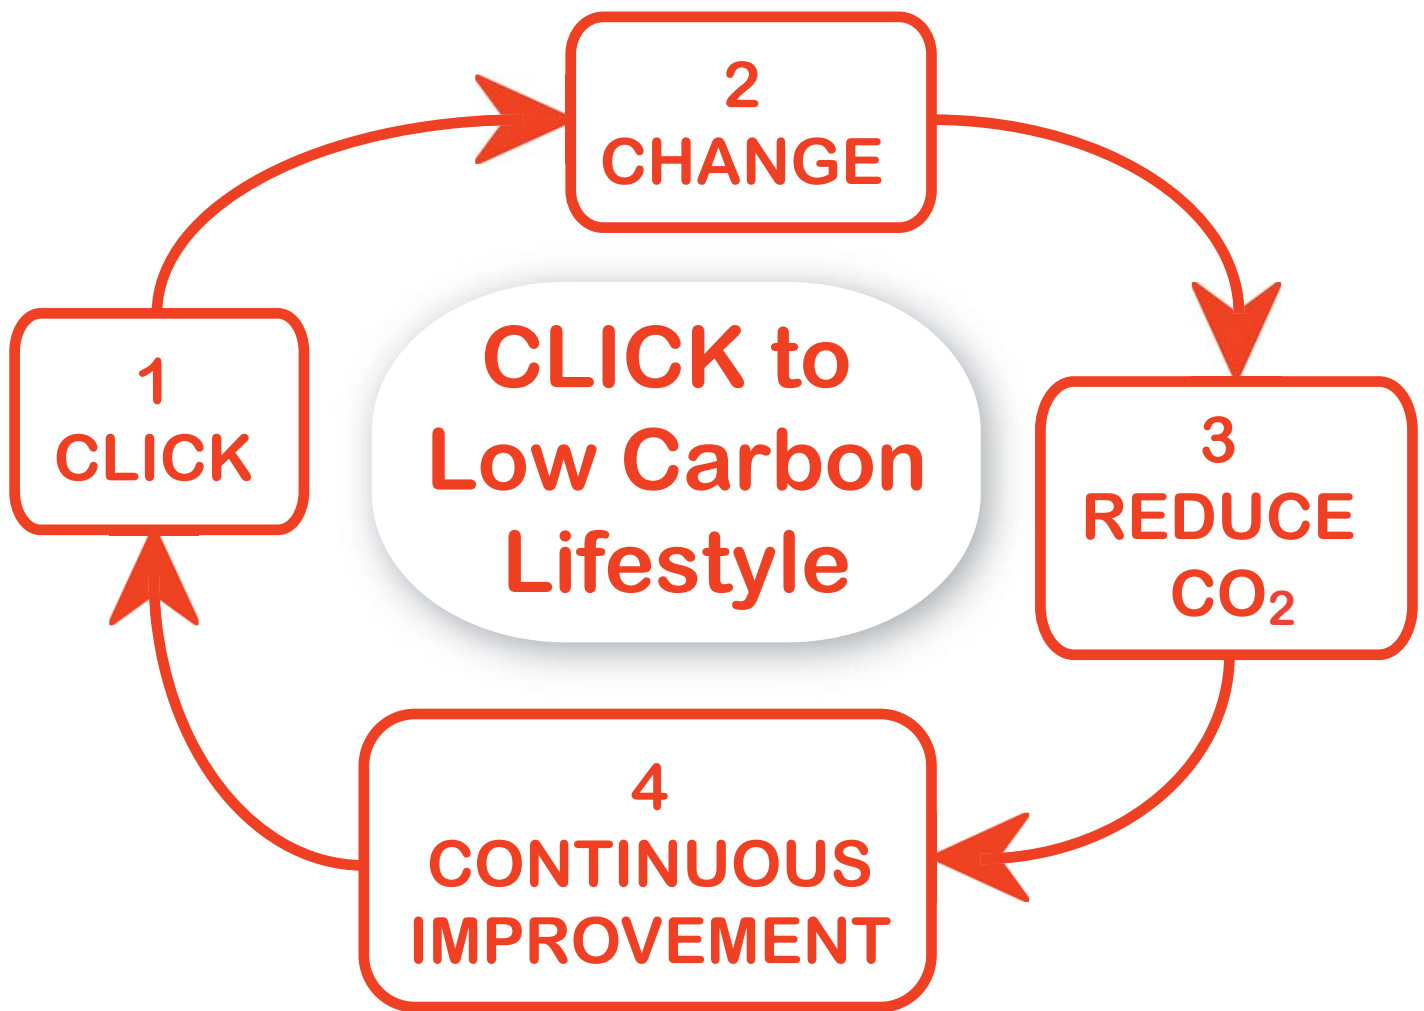 2
CHANGE
1
CLICK
CLICK to
Low Carbon
Lifestyle
3
REDUCE
CO₂
4
CONTINUOUS
IMPROVEMENT